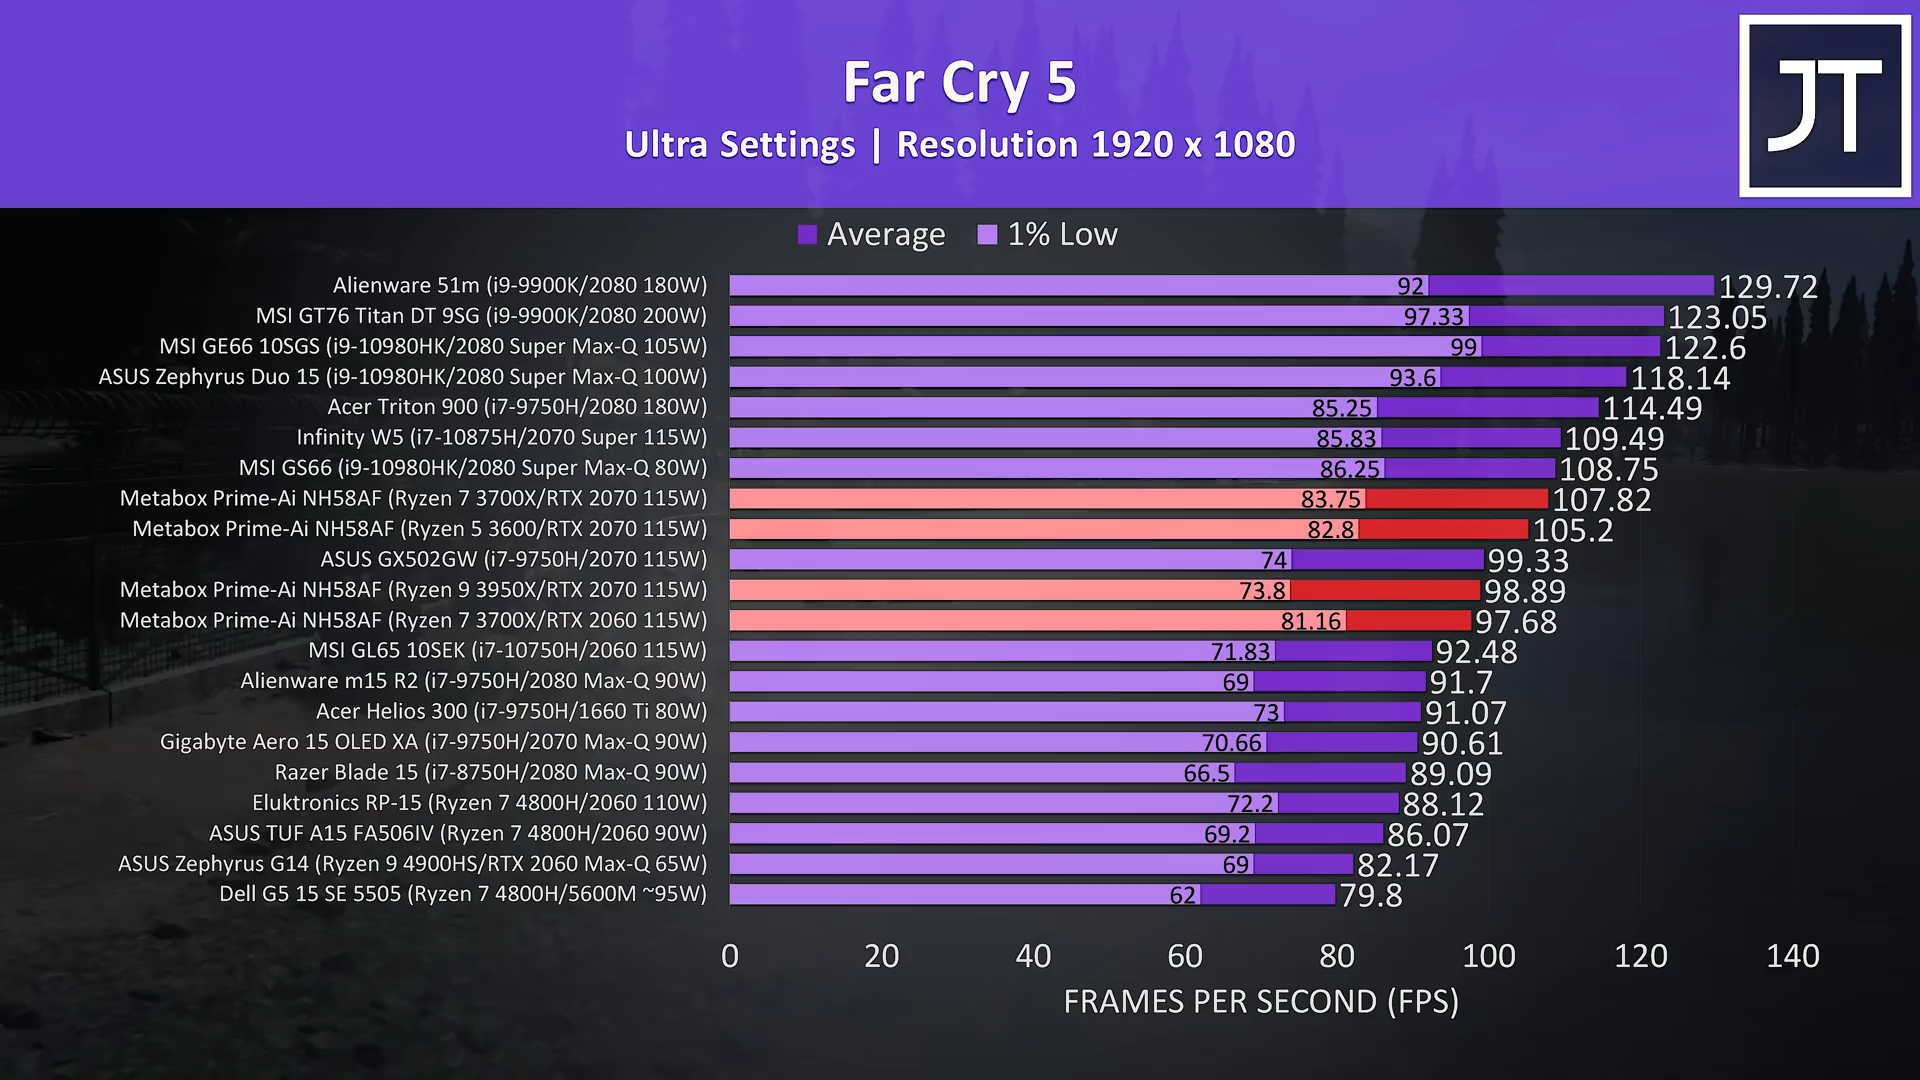 Far Cry 5
Ultra Settings | Resolution 1920 x 1080
JT
Average 1% Low
Alienware 51m (i9-9900K/2080 180W) 92 129.72
MSI GT76 Titan DT 9SG (i9-9900K/2080 200W) 97.33 123.05
MSI GE66 10SGS (i9-10980HK/2080 Super Max-Q 105W) 99 122.6
ASUS Zephyrus Duo 15 (i9-10980HK/2080 Super Max-Q 100W) 93.6 118.14
Acer Triton 900 (i7-9750H/2080 180W) 85.25 114.49
Infinity W5 (i7-10875H/2070 Super 115W) 85.83 109.49
MSI GS66 (i9-10980HK/2080 Super Max-Q 80W) 86.25 108.75
Metabox Prime-Ai NH58AF (Ryzen 7 3700X/RTX 2070 115W) 83.75 107.82
Metabox Prime-Ai NH58AF (Ryzen 5 3600/RTX 2070 115W) 82.8 105.2
ASUS GX502GW (i7-9750H/2070 115W) 74 99.33
Metabox Prime-Ai NH58AF (Ryzen 9 3950X/RTX 2070 115W) 73.8 98.89
Metabox Prime-Ai NH58AF (Ryzen 7 3700X/RTX 2060 115W) 81.16 97.68
MSI GL65 10SEK (i7-10750H/2060 115W) 71.83 92.48
Alienware m15 R2 (i7-9750H/2080 Max-Q 90W) 69 91.7
Acer Helios 300 (i7-9750H/1660 Ti 80W) 73 91.07
Gigabyte Aero 15 OLED XA (i7-9750H/2070 Max-Q 90W) 70.66 90.61
Razer Blade 15 (i7-8750H/2080 Max-Q 90W) 66.5 89.09
Eluktronics RP-15 (Ryzen 7 4800H/2060 110W) 72.2 88.12
ASUS TUF A15 FA506IV (Ryzen 7 4800H/2060 90W) 69.2 86.07
ASUS Zephyrus G14 (Ryzen 9 4900HS/RTX 2060 Max-Q 65W) 69 82.17
Dell G5 15 SE 5505 (Ryzen 7 4800H/5600M ~95W) 62 79.8
0 20 40 60 80 100 120 140
FRAMES PER SECOND (FPS)